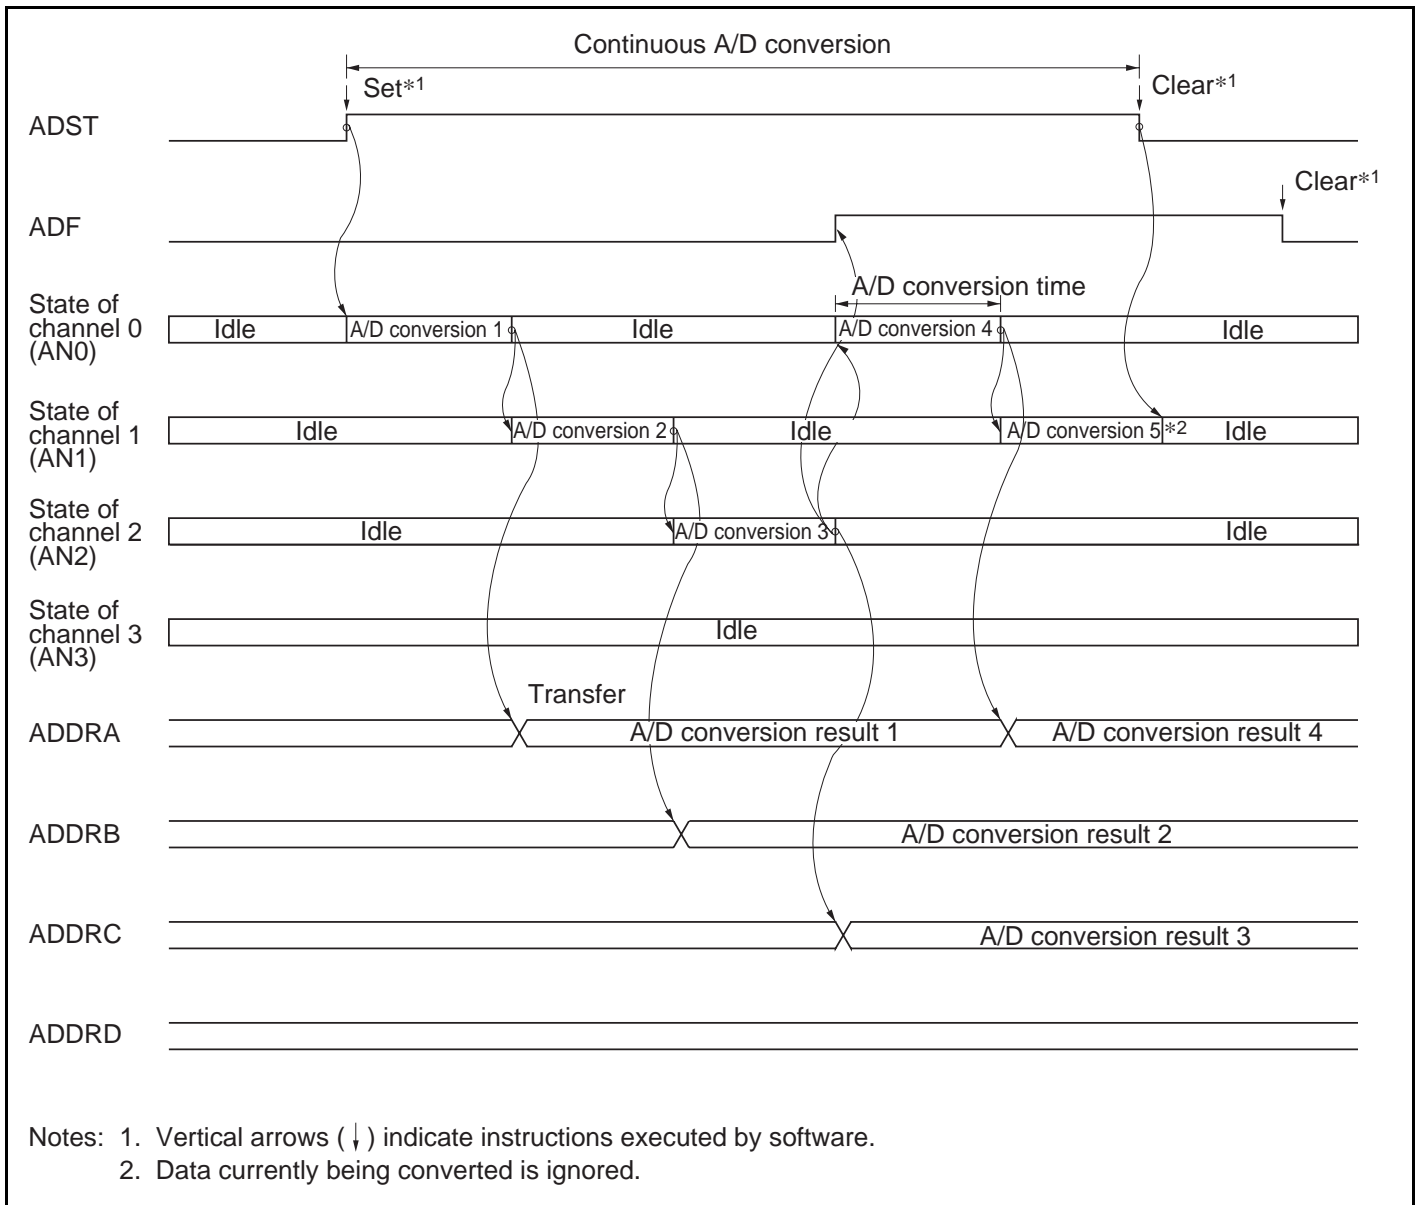 Continuous A/D conversion
Set*1
Clear*1
ADST
Clear*1
ADF
A/D conversion time
State of
channel 0
(AN0)
Idle
A/D conversion 1
Idle
A/D conversion 4
Idle
State of
channel 1
(AN1)
Idle
A/D conversion 2
Idle
A/D conversion 5
*2
Idle
State of
channel 2
(AN2)
Idle
A/D conversion 3
Idle
State of
channel 3
(AN3)
Idle
Transfer
ADDRA
A/D conversion result 1
A/D conversion result 4
ADDRB
A/D conversion result 2
ADDRC
A/D conversion result 3
ADDRD
Notes: 1. Vertical arrows (↓) indicate instructions executed by software.
2. Data currently being converted is ignored.